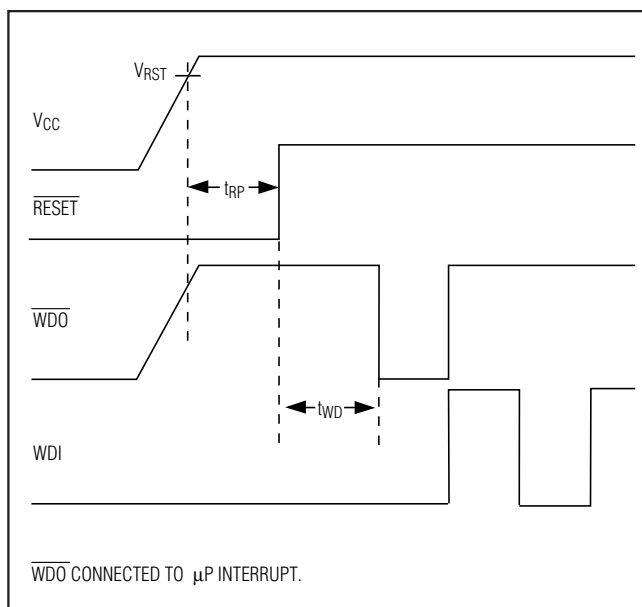 VRST
VCC
tRP
RESET
WDO
tWD
WDI
WDO CONNECTED TO μP INTERRUPT.